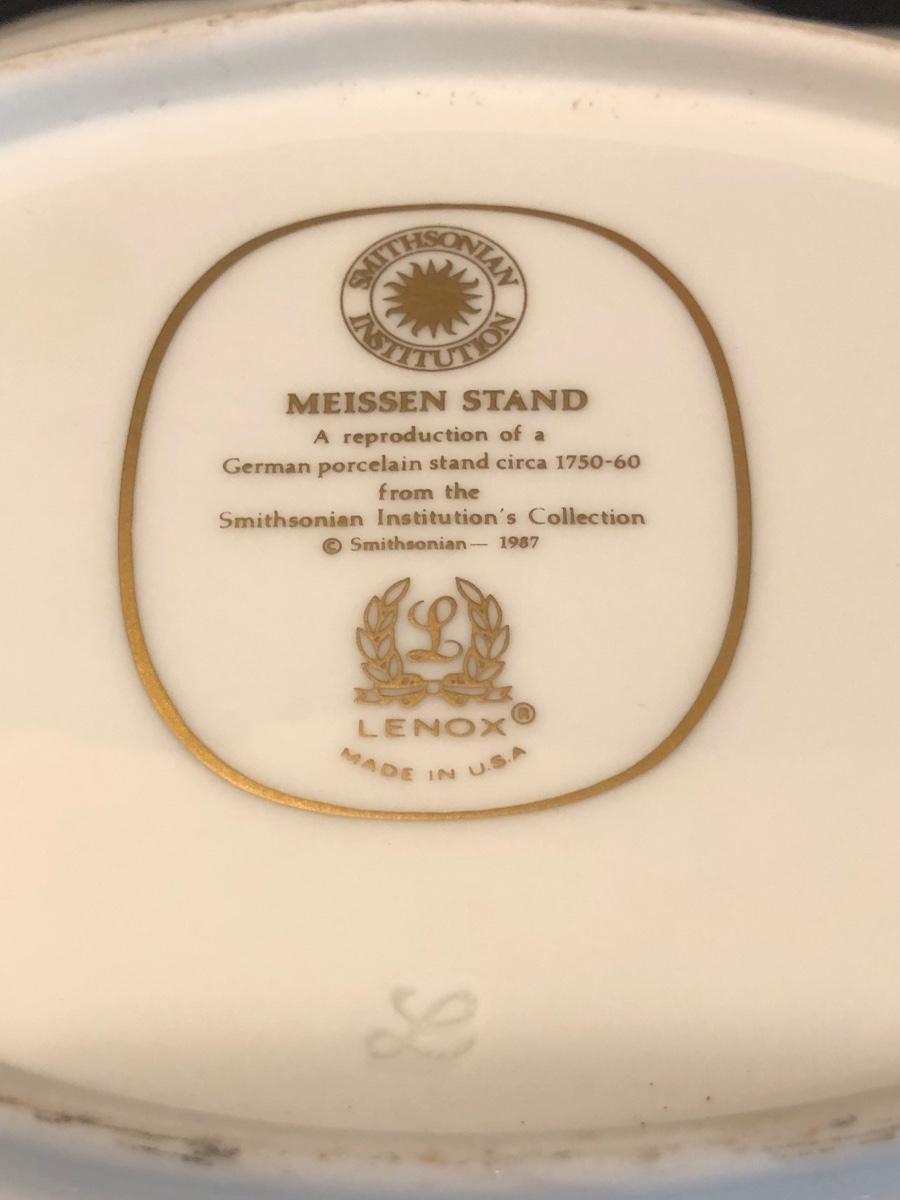 SMITHSONIAN
INSTITUTION
MEISSEN STAND
A reproduction of a
German porcelain stand circa 1750-60
from the
Smithsonian Institution's Collection
© Smithsonian — 1987
L
LENOX®
MADE IN U.S.A
L